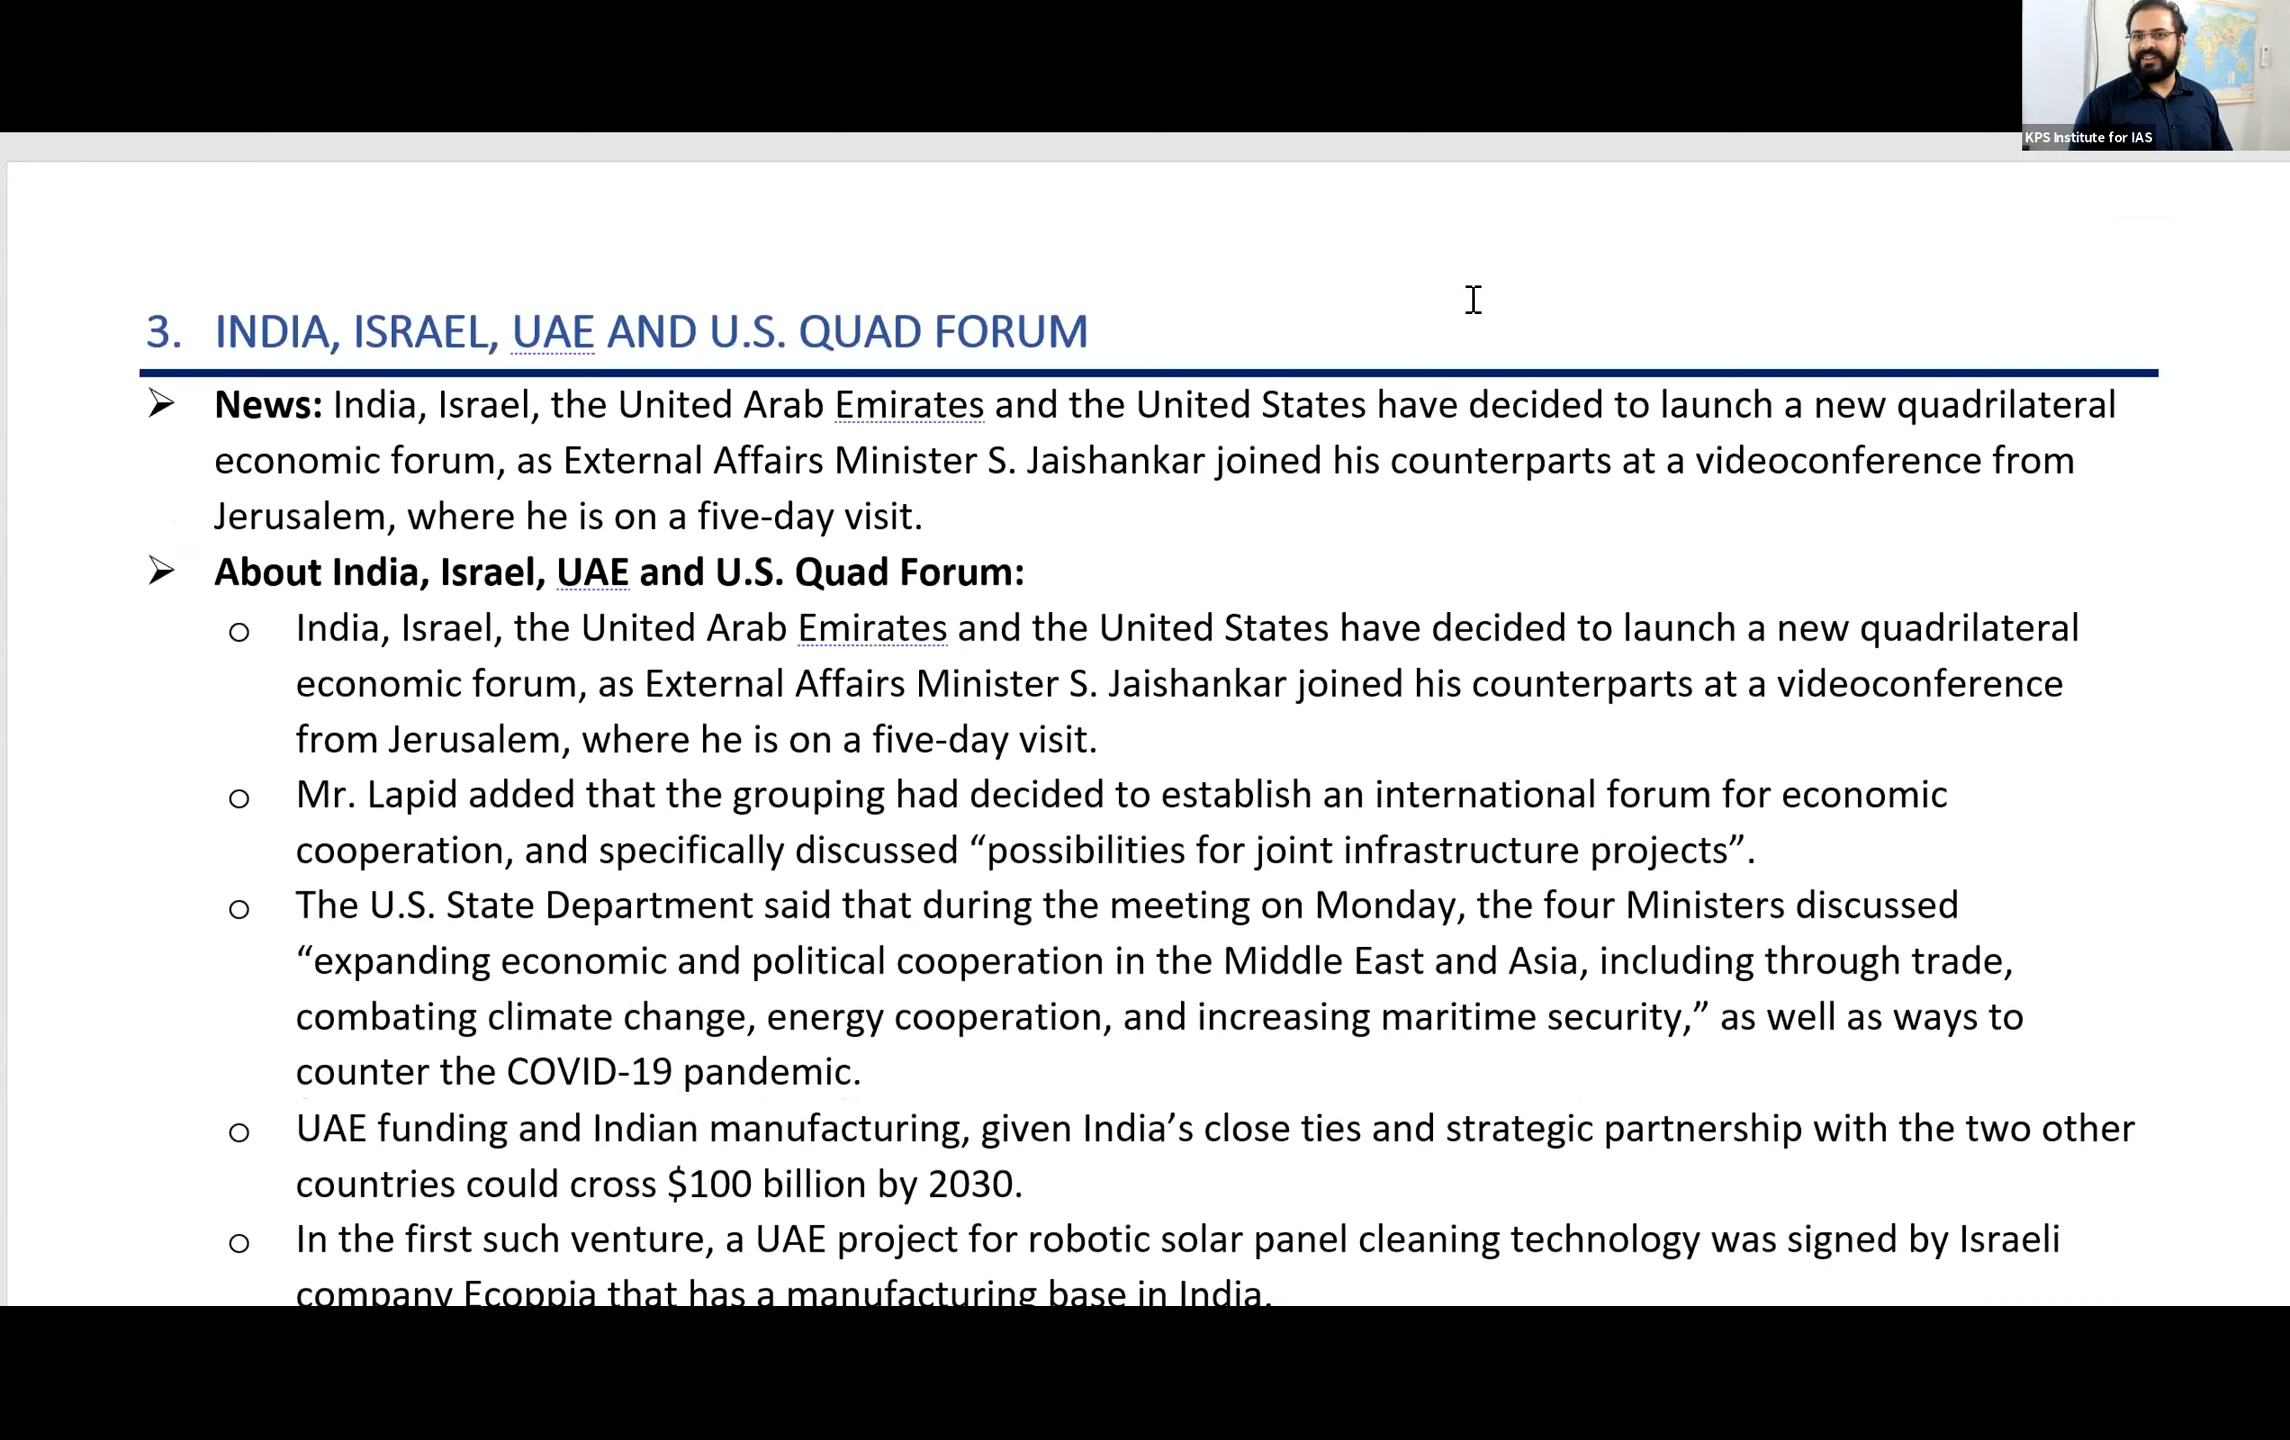 KPS Institute for IAS
3. INDIA, ISRAEL, UAE AND U.S. QUAD FORUM
➢ News: India, Israel, the United Arab Emirates and the United States have decided to launch a new quadrilateral
economic forum, as External Affairs Minister S. Jaishankar joined his counterparts at a videoconference from
Jerusalem, where he is on a five-day visit.
➢ About India, Israel, UAE and U.S. Quad Forum:
o India, Israel, the United Arab Emirates and the United States have decided to launch a new quadrilateral
economic forum, as External Affairs Minister S. Jaishankar joined his counterparts at a videoconference
from Jerusalem, where he is on a five-day visit.
o Mr. Lapid added that the grouping had decided to establish an international forum for economic
cooperation, and specifically discussed “possibilities for joint infrastructure projects”.
o The U.S. State Department said that during the meeting on Monday, the four Ministers discussed
“expanding economic and political cooperation in the Middle East and Asia, including through trade,
combating climate change, energy cooperation, and increasing maritime security,” as well as ways to
counter the COVID-19 pandemic.
o UAE funding and Indian manufacturing, given India’s close ties and strategic partnership with the two other
countries could cross $100 billion by 2030.
o In the first such venture, a UAE project for robotic solar panel cleaning technology was signed by Israeli
company Ecoppia that has a manufacturing base in India.